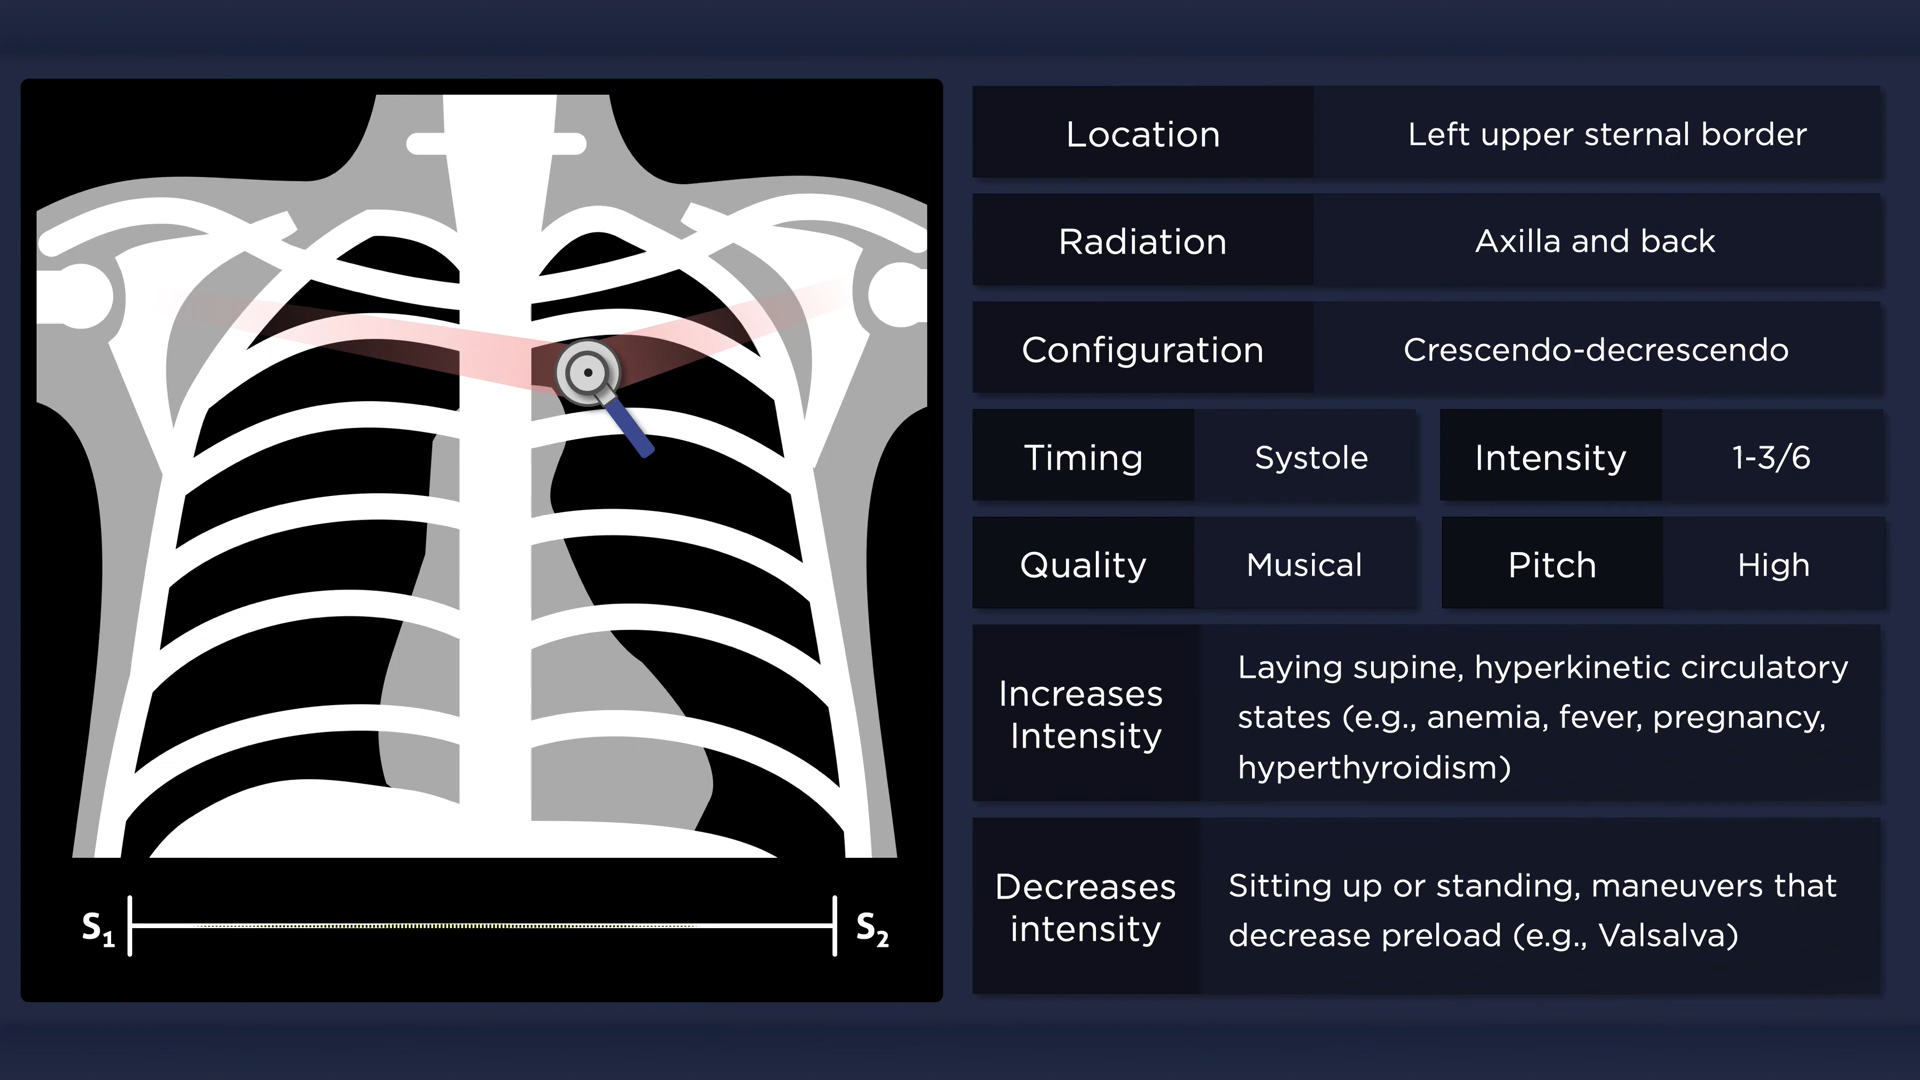 Location
Left upper sternal border
Radiation
Axilla and back
Configuration
Crescendo-decrescendo
Timing
Systole
Intensity
1-3/6
Quality
Musical
Pitch
High
Increases
Intensity
Laying supine, hyperkinetic circulatory
states (e.g., anemia, fever, pregnancy,
hyperthyroidism)
Decreases
intensity
Sitting up or standing, maneuvers that
decrease preload (e.g., Valsalva)
S₁
S₂